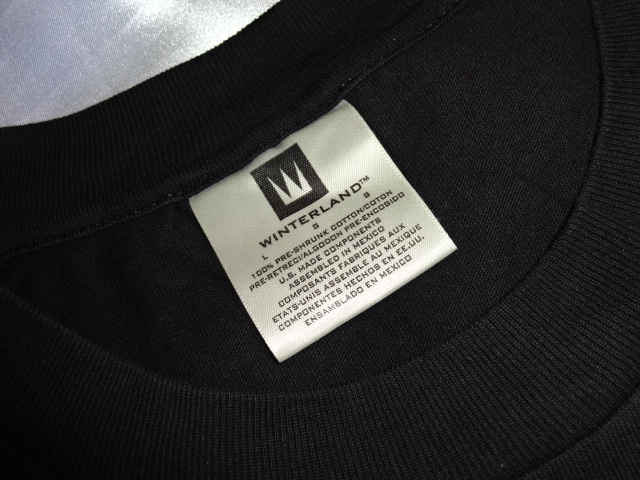 WINTERLAND™
L S G
100% PRE-SHRUNK COTTON/COTON
PRE-RETRECI/ALGODON PRE-ENCOGIDO
U.S. MADE COMPONENTS
ASSEMBLED IN MEXICO
COMPOSANTS FABRIQUES AUX
ETATS-UNIS ASSEMBLE AU MEXIQUE
COMPONENTES HECHOS EN EE.UU.
ENSAMBLADO EN MEXICO